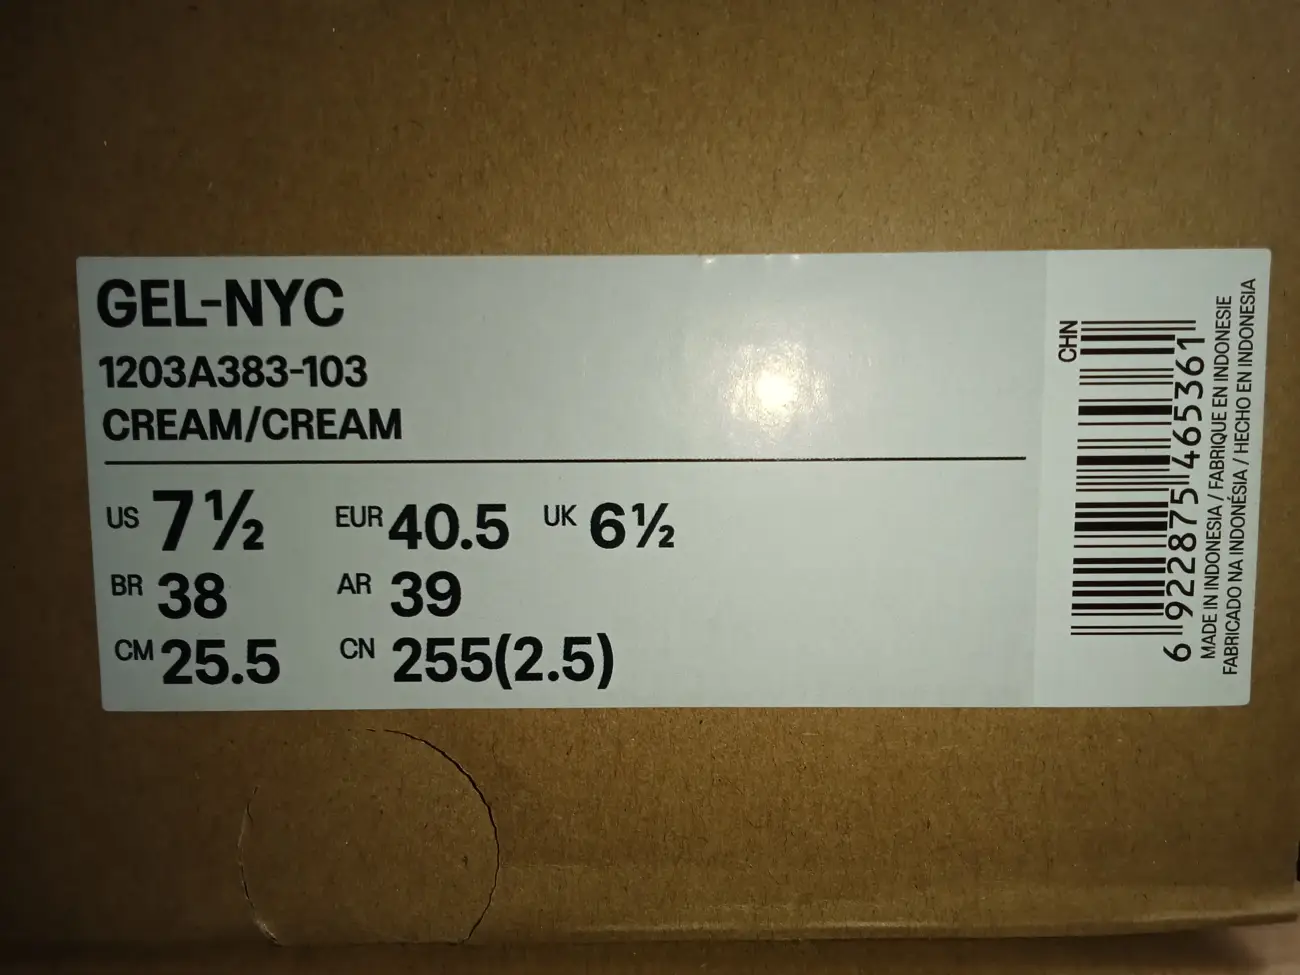 GEL-NYC
1203A383-103
CREAM/CREAM
US 7½ EUR 40.5 UK 6½
BR 38 AR 39
CM 25.5 CN 255(2.5)
CHN
6 922875 465361
MADE IN INDONESIA / FABRIQUE EN INDONESIE
FABRICADO NA INDONÉSIA / HECHO EN INDONESIA